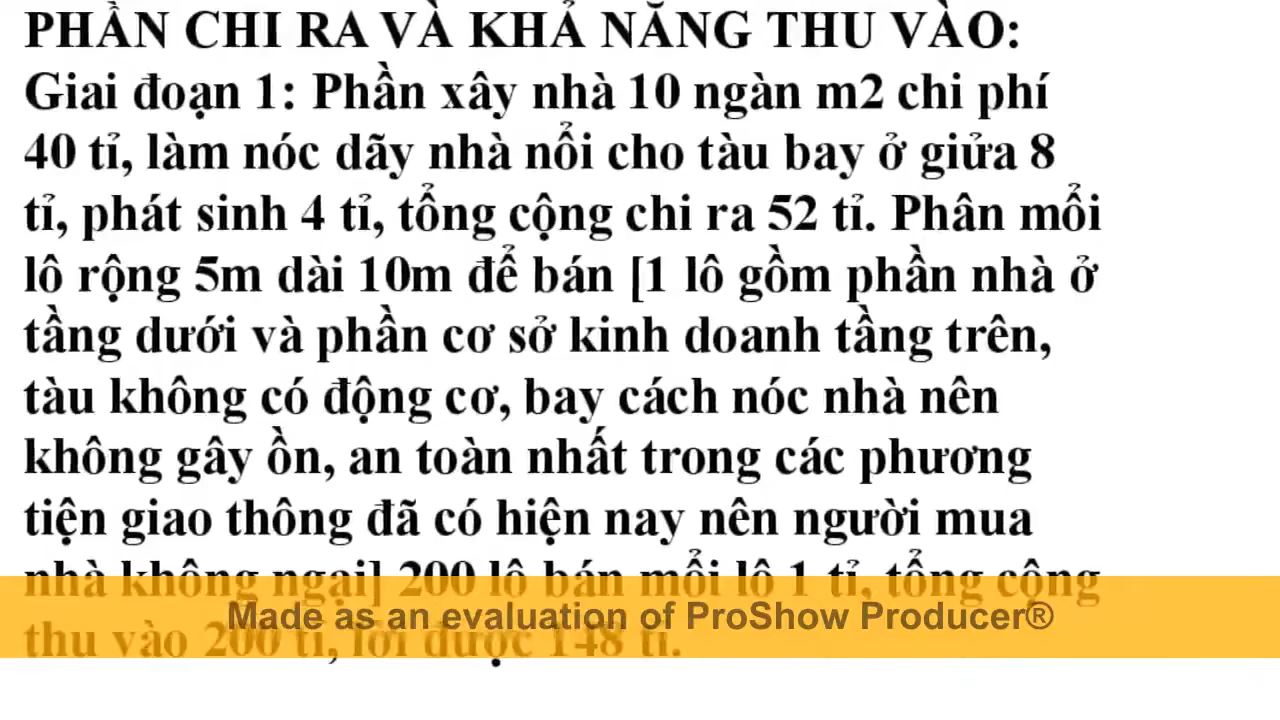 PHẦN CHI RA VÀ KHẢ NĂNG THU VÀO:
Giai đoạn 1: Phần xây nhà 10 ngàn m2 chi phí
40 tỉ, làm nóc dãy nhà nổi cho tàu bay ở giửa 8
tỉ, phát sinh 4 tỉ, tổng cộng chi ra 52 tỉ. Phân mổi
lô rộng 5m dài 10m để bán [1 lô gồm phần nhà ở
tầng dưới và phần cơ sở kinh doanh tầng trên,
tàu không có động cơ, bay cách nóc nhà nên
không gây ồn, an toàn nhất trong các phương
tiện giao thông đã có hiện nay nên người mua
nhà không ngại] 200 lô bán mổi lô 1 tỉ, tổng cộng
Made as an evaluation of ProShow Producer®
thu vào 200 tỉ, lời được 148 tỉ.